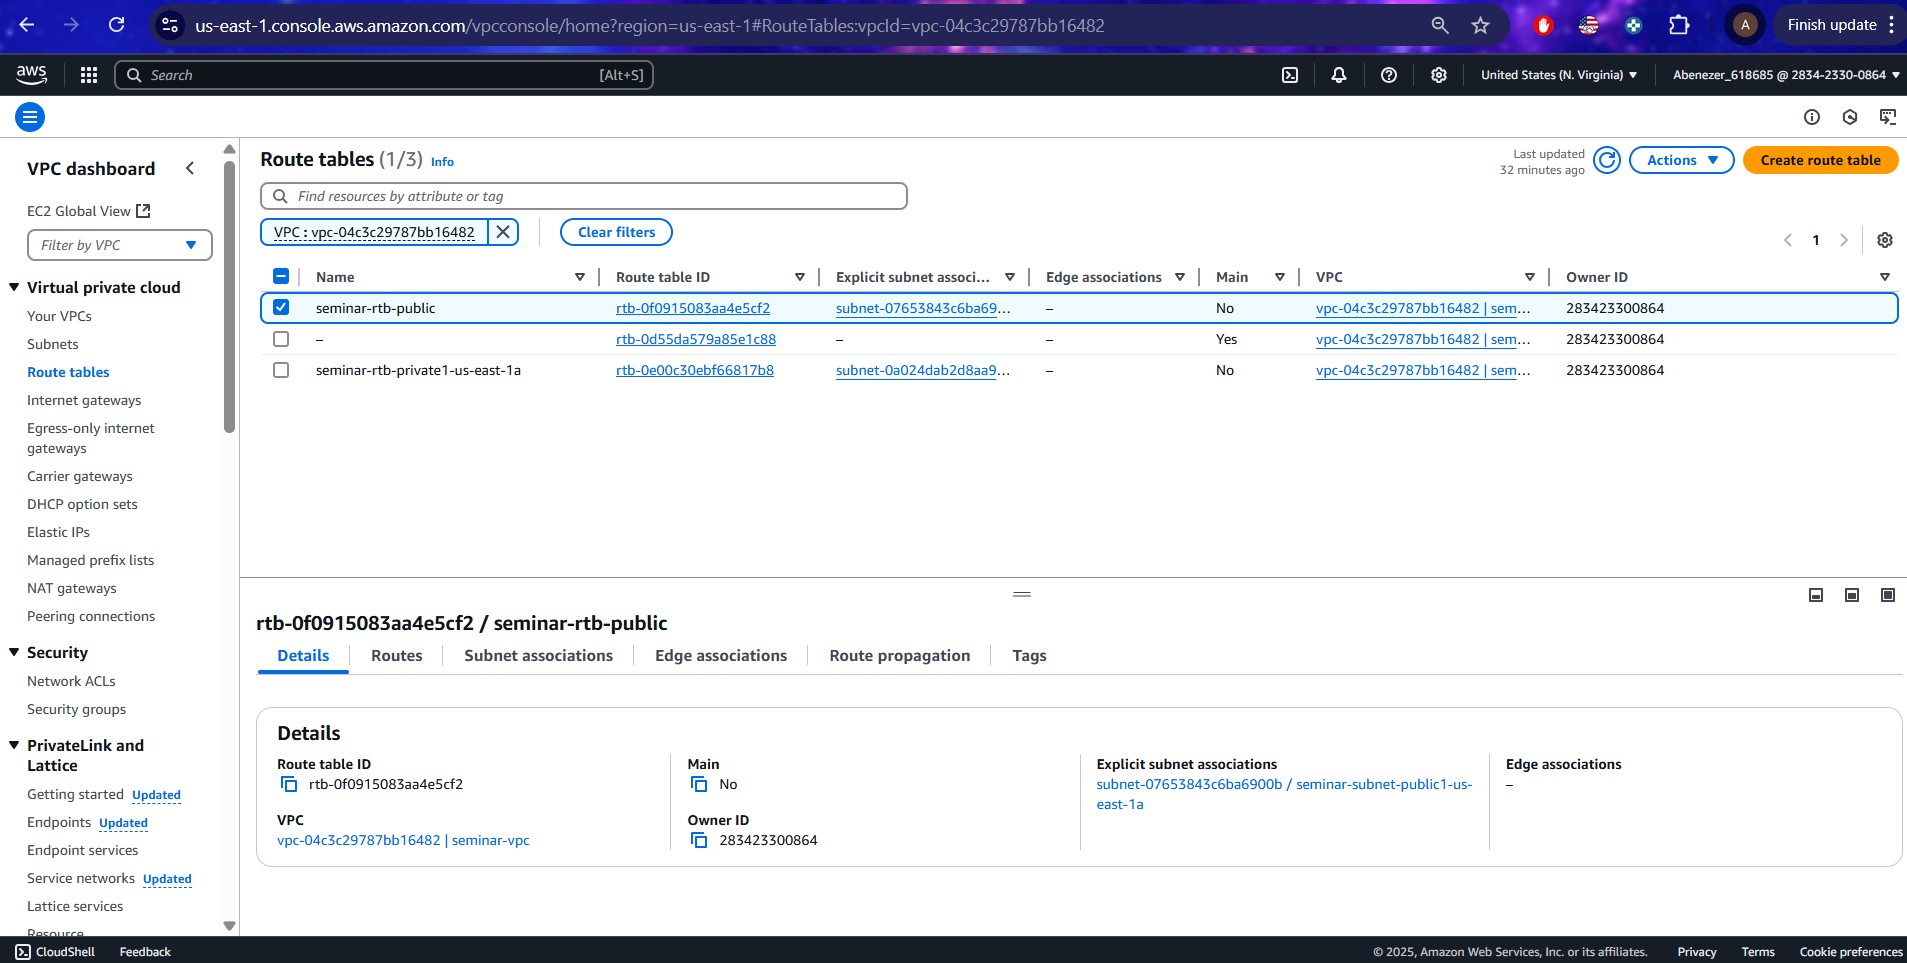 us-east-1.console.aws.amazon.com/vpcconsole/home?region=us-east-1#RouteTables:vpcId=vpc-04c3c29787bb16482
A
Finish update
aws
Search
[Alt+S]
United States (N. Virginia)
Abenezer_618685 @ 2834-2330-0864
VPC dashboard
EC2 Global View
Filter by VPC
Virtual private cloud
Your VPCs
Subnets
Route tables
Internet gateways
Egress-only internet
gateways
Carrier gateways
DHCP option sets
Elastic IPs
Managed prefix lists
NAT gateways
Peering connections
Security
Network ACLs
Security groups
PrivateLink and
Lattice
Getting started Updated
Endpoints Updated
Endpoint services
Service networks Updated
Lattice services
Resource
Route tables (1/3) Info
Last updated
32 minutes ago
Actions
Create route table
Find resources by attribute or tag
VPC : vpc-04c3c29787bb16482
Clear filters
1
Name Route table ID Explicit subnet associ... Edge associations Main VPC Owner ID
seminar-rtb-public rtb-0f0915083aa4e5cf2 subnet-07653843c6ba69... – No vpc-04c3c29787bb16482 | sem... 283423300864
– rtb-0d55da579a85e1c88 – – Yes vpc-04c3c29787bb16482 | sem... 283423300864
seminar-rtb-private1-us-east-1a rtb-0e00c30ebf66817b8 subnet-0a024dab2d8aa9... – No vpc-04c3c29787bb16482 | sem... 283423300864
rtb-0f0915083aa4e5cf2 / seminar-rtb-public
Details Routes Subnet associations Edge associations Route propagation Tags
Details
Route table ID
rtb-0f0915083aa4e5cf2
VPC
vpc-04c3c29787bb16482 | seminar-vpc
Main
No
Owner ID
283423300864
Explicit subnet associations
subnet-07653843c6ba6900b / seminar-subnet-public1-us-
east-1a
Edge associations
–
CloudShell Feedback
© 2025, Amazon Web Services, Inc. or its affiliates. Privacy Terms Cookie preferences